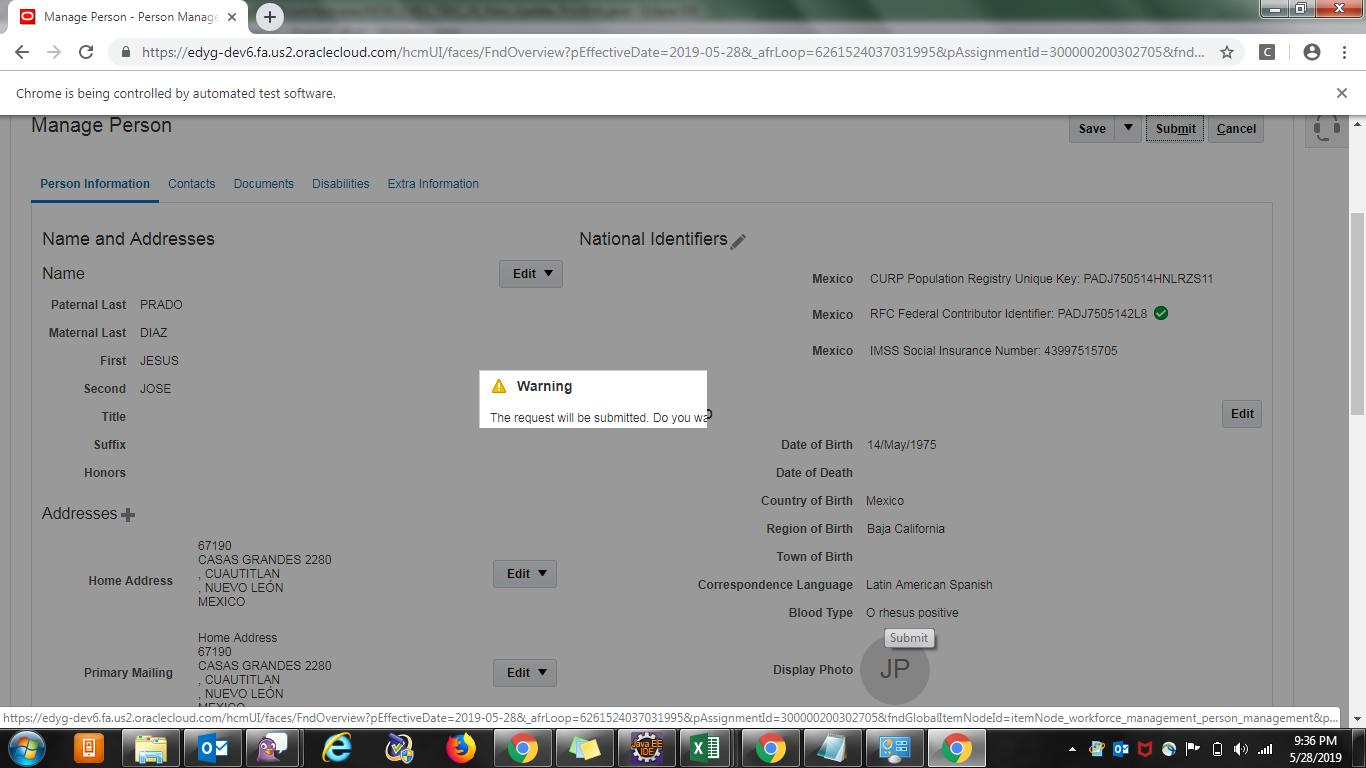 Manage Person - Person Manage
https://edyg-dev6.fa.us2.oraclecloud.com/hcmUI/faces/FndOverview?pEffectiveDate=2019-05-28&_afrLoop=6261524037031995&pAssignmentId=300000200302705&fnd...
C
Chrome is being controlled by automated test software.
Manage Person
Save
Submit
Cancel
Person Information
Contacts
Documents
Disabilities
Extra Information
Name and Addresses
National Identifiers
Name
Edit
Mexico CURP Population Registry Unique Key: PADJ750514HNLRZS11
Paternal Last PRADO
Mexico RFC Federal Contributor Identifier: PADJ7505142L8
Maternal Last DIAZ
Mexico IMSS Social Insurance Number: 43997515705
First JESUS
Second JOSE
Warning
The request will be submitted. Do you wa
Title
Edit
Suffix
Date of Birth 14/May/1975
Honors
Date of Death
Country of Birth Mexico
Addresses
Region of Birth Baja California
67190
Town of Birth
CASAS GRANDES 2280
Home Address
, CUAUTITLAN
Edit
, NUEVO LEÓN
Correspondence Language Latin American Spanish
MEXICO
Blood Type O rhesus positive
Home Address
Submit
67190
CASAS GRANDES 2280
Primary Mailing
, CUAUTITLAN
Edit
Display Photo JP
, NUEVO LEÓN
MEXICO
https://edyg-dev6.fa.us2.oraclecloud.com/hcmUI/faces/FndOverview?pEffectiveDate=2019-05-28&_afrLoop=6261524037031995&pAssignmentId=300000200302705&fndGlobalItemNodeId=itemNode_workforce_management_person_management&p...
Java EE
IDE
9:36 PM
5/28/2019